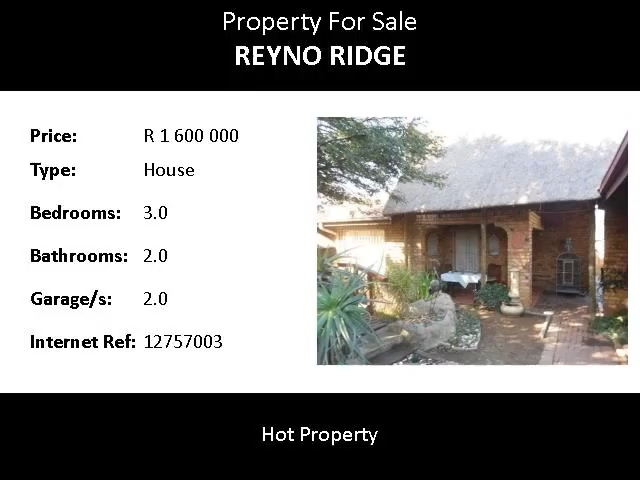 Property For Sale
REYNO RIDGE
Price: R 1 600 000
Type: House
Bedrooms: 3.0
Bathrooms: 2.0
Garage/s: 2.0
Internet Ref: 12757003
Hot Property